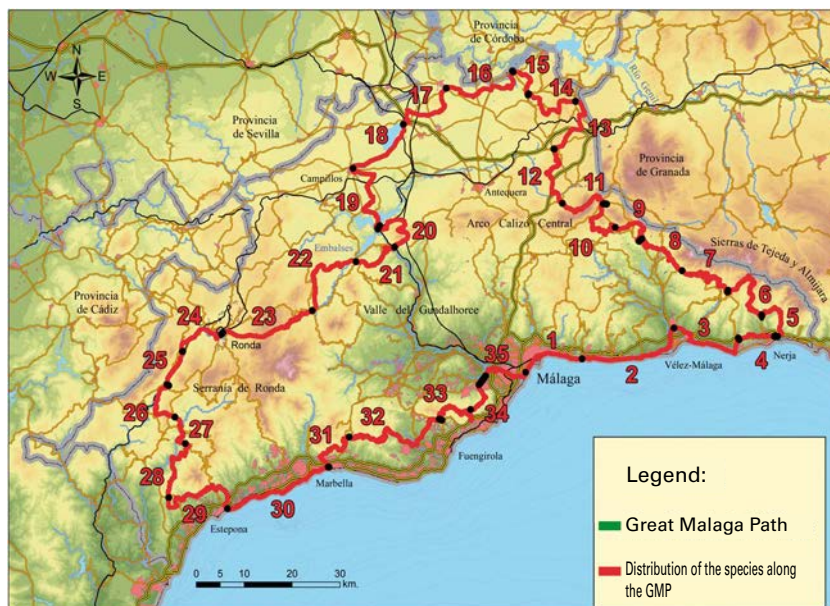 Provincia
de Córdoba
N
W E
S
Río Genil
15
16
14
17
13
18
Provincia
de Sevilla
Provincia
de Granada
Campillos
12
Antequera
11
19
20
Arco Calizo Central
9
10
Sierras de Tejeda y Almijara
Embalses
8
22
21
7
Provincia
de Cádiz
Valle del Guadalhorce
6
24
23
5
Ronda
35
1
3
4
25
Málaga
2
Vélez-Málaga
Nerja
Serranía de Ronda
33
26
34
27
31
32
Fuengirola
28
Marbella
29
30
Estepona
0 5 10 20 30
km.
Legend:
Great Malaga Path
Distribution of the species along
the GMP